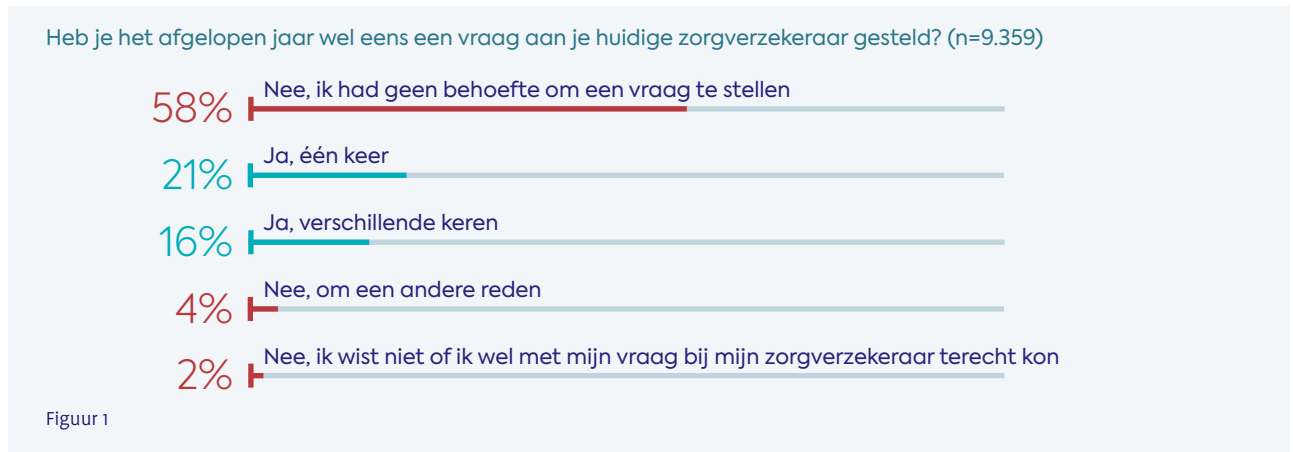 Heb je het afgelopen jaar wel eens een vraag aan je huidige zorgverzekeraar gesteld? (n=9.359)
58% Nee, ik had geen behoefte om een vraag te stellen
21% Ja, één keer
16% Ja, verschillende keren
4% Nee, om een andere reden
2% Nee, ik wist niet of ik wel met mijn vraag bij mijn zorgverzekeraar terecht kon
Figuur 1